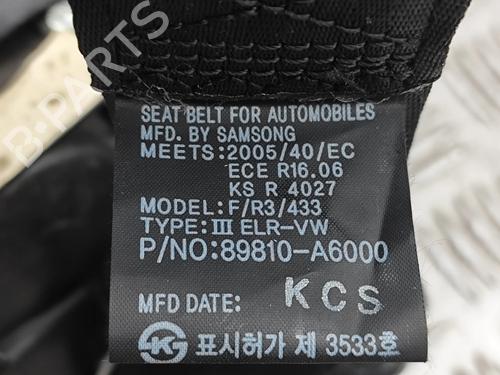 B-PARTS
SEAT BELT FOR AUTOMOBILES
MFD. BY SAMSONG
MEETS:2005/40/EC
ECE R16.06
KS R 4027
MODEL:F/R3/433
TYPE:Ⅲ ELR-VW
P/NO:89810-A6000
MFD DATE: KCS
표시허가 제 3533호